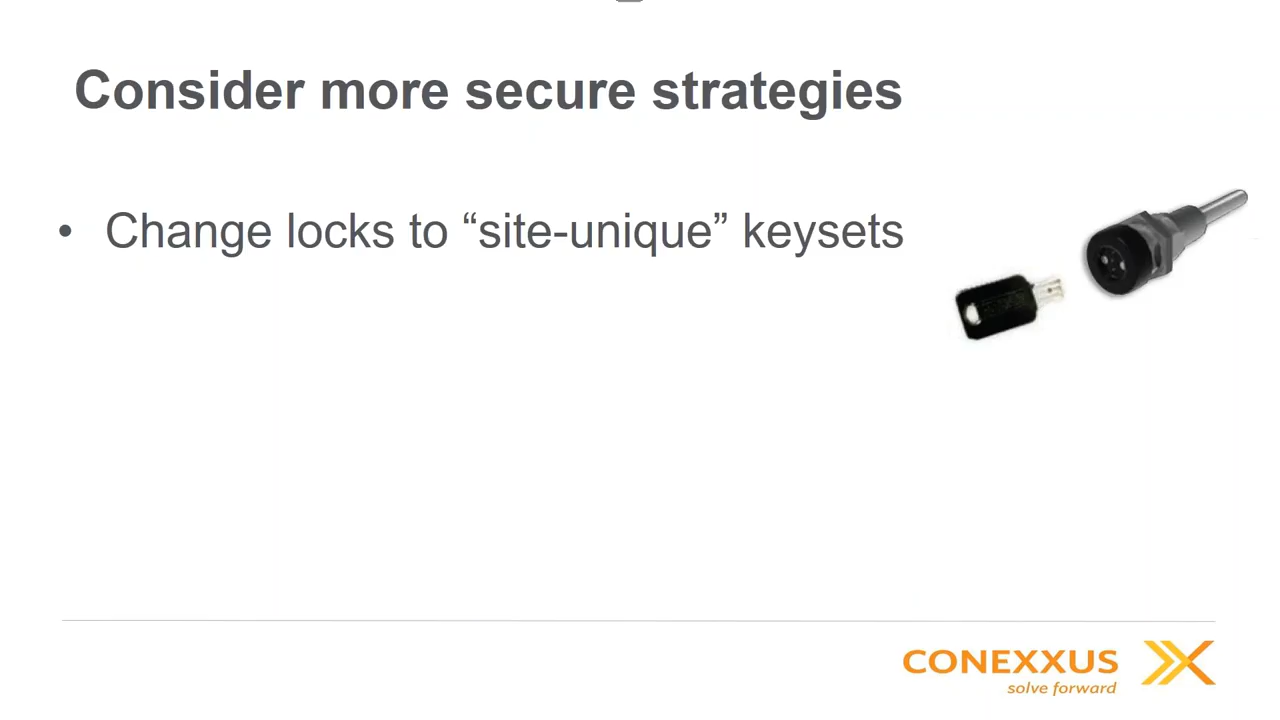 Consider more secure strategies
• Change locks to “site-unique” keysets
CONEXXUS
solve forward